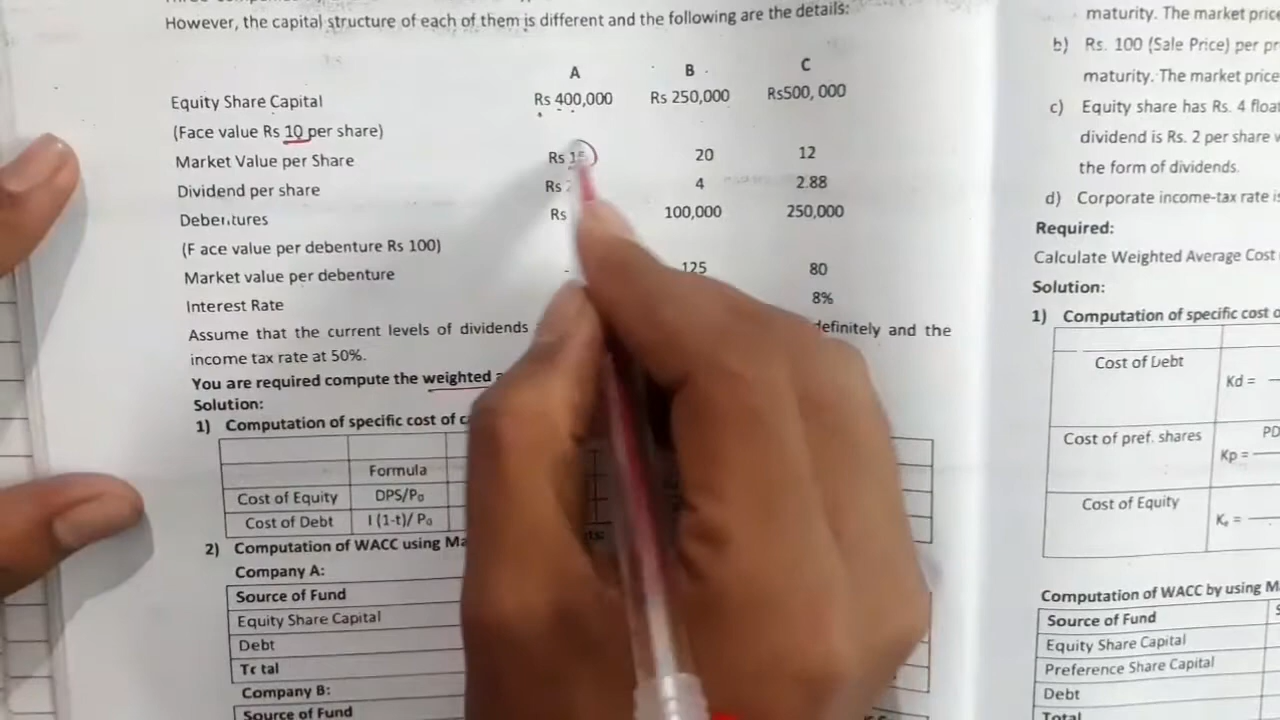 However, the capital structure of each of them is different and the following are the details:
A B C
Equity Share Capital Rs 400,000 Rs 250,000 Rs500, 000
(Face value Rs 10 per share)
Market Value per Share Rs 15 20 12
Dividend per share Rs 4 2.88
Debentures Rs 100,000 250,000
(F ace value per debenture Rs 100)
Market value per debenture - 125 80
Interest Rate 8%
Assume that the current levels of dividends definitely and the
income tax rate at 50%.
You are required compute the weighted
Solution:
1) Computation of specific cost of
Formula
Cost of Equity DPS/P₀
Cost of Debt I (1-t)/ P₀
2) Computation of WACC using
Company A:
Source of Fund
Equity Share Capital
Debt
Total
Company B:
Source of Fund
maturity. The market price
b) Rs. 100 (Sale Price) per
maturity. The market price
c) Equity share has Rs. 4
dividend is Rs. 2 per share
the form of dividends.
d) Corporate income-tax rate
Required:
Calculate Weighted Average Cost
Solution:
1) Computation of specific cost
Cost of Debt Kd =
Cost of pref. shares Kp = PD
Cost of Equity Kₑ =
Computation of WACC by using
Source of Fund
Equity Share Capital
Preference Share Capital
Debt
Total